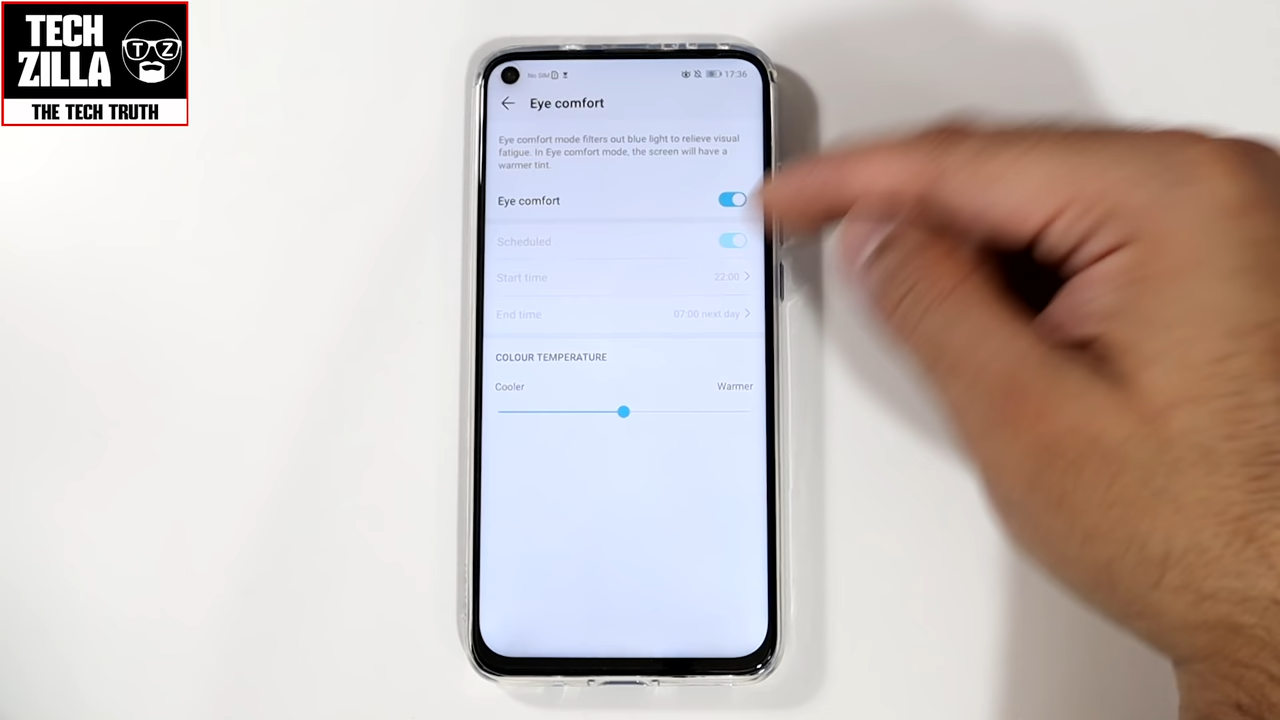 TECH
ZILLA
TZ
THE TECH TRUTH
No SIM 17:36
Eye comfort
Eye comfort mode filters out blue light to relieve visual
fatigue. In Eye comfort mode, the screen will have a
warmer tint.
Eye comfort
Scheduled
Start time 22:00
End time 07:00 next day
COLOUR TEMPERATURE
Cooler Warmer